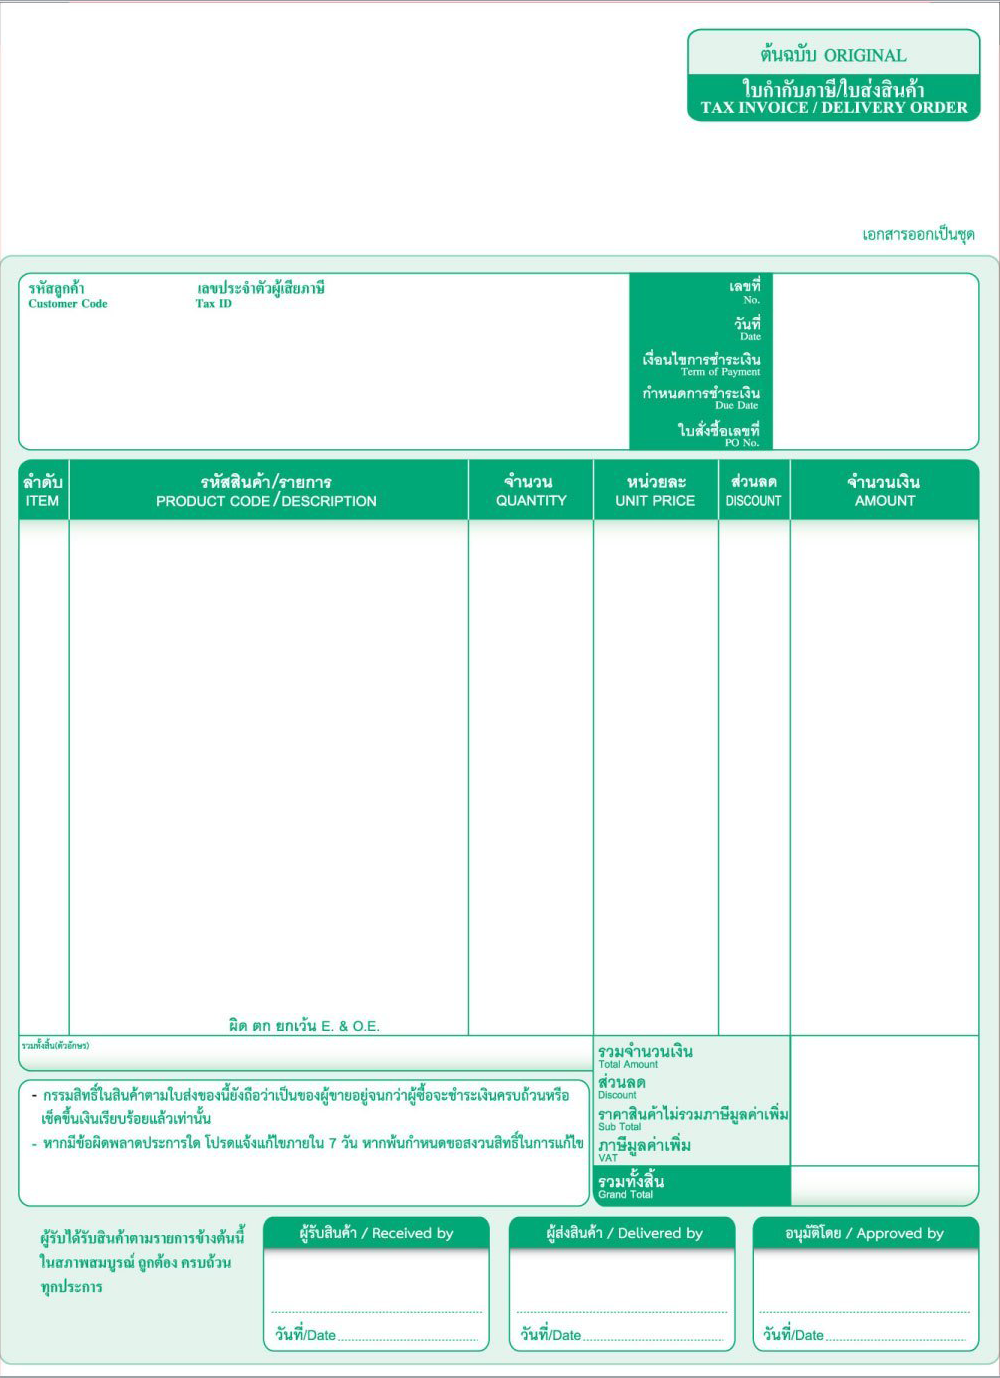 ต้นฉบับ ORIGINAL
ใบกำกับภาษี/ใบส่งสินค้า
TAX INVOICE / DELIVERY ORDER
เอกสารออกเป็นชุด
รหัสลูกค้า
Customer Code
เลขประจำตัวผู้เสียภาษี
Tax ID
เลขที่
No.
วันที่
Date
เงื่อนไขการชำระเงิน
Term of Payment
กำหนดการชำระเงิน
Due Date
ใบสั่งซื้อเลขที่
PO No.
ลำดับ
ITEM
รหัสสินค้า/รายการ
PRODUCT CODE/DESCRIPTION
จำนวน
QUANTITY
หน่วยละ
UNIT PRICE
ส่วนลด
DISCOUNT
จำนวนเงิน
AMOUNT
ผิด ตก ยกเว้น E. & O.E.
รวมทั้งสิ้น(ตัวอักษร)
รวมจำนวนเงิน
Total Amount
ส่วนลด
Discount
ราคาสินค้าไม่รวมภาษีมูลค่าเพิ่ม
Sub Total
ภาษีมูลค่าเพิ่ม
VAT
รวมทั้งสิ้น
Grand Total
- กรรมสิทธิ์ในสินค้าตามใบส่งของนี้ยังถือว่าเป็นของผู้ขายอยู่จนกว่าผู้ซื้อจะชำระเงินครบถ้วนหรือ
เช็คขึ้นเงินเรียบร้อยแล้วเท่านั้น
- หากมีข้อผิดพลาดประการใด โปรดแจ้งแก้ไขภายใน 7 วัน หากพ้นกำหนดขอสงวนสิทธิ์ในการแก้ไข
ผู้รับได้รับสินค้าตามรายการข้างต้นนี้
ในสภาพสมบูรณ์ ถูกต้อง ครบถ้วน
ทุกประการ
ผู้รับสินค้า / Received by
วันที่/Date
ผู้ส่งสินค้า / Delivered by
วันที่/Date
อนุมัติโดย / Approved by
วันที่/Date